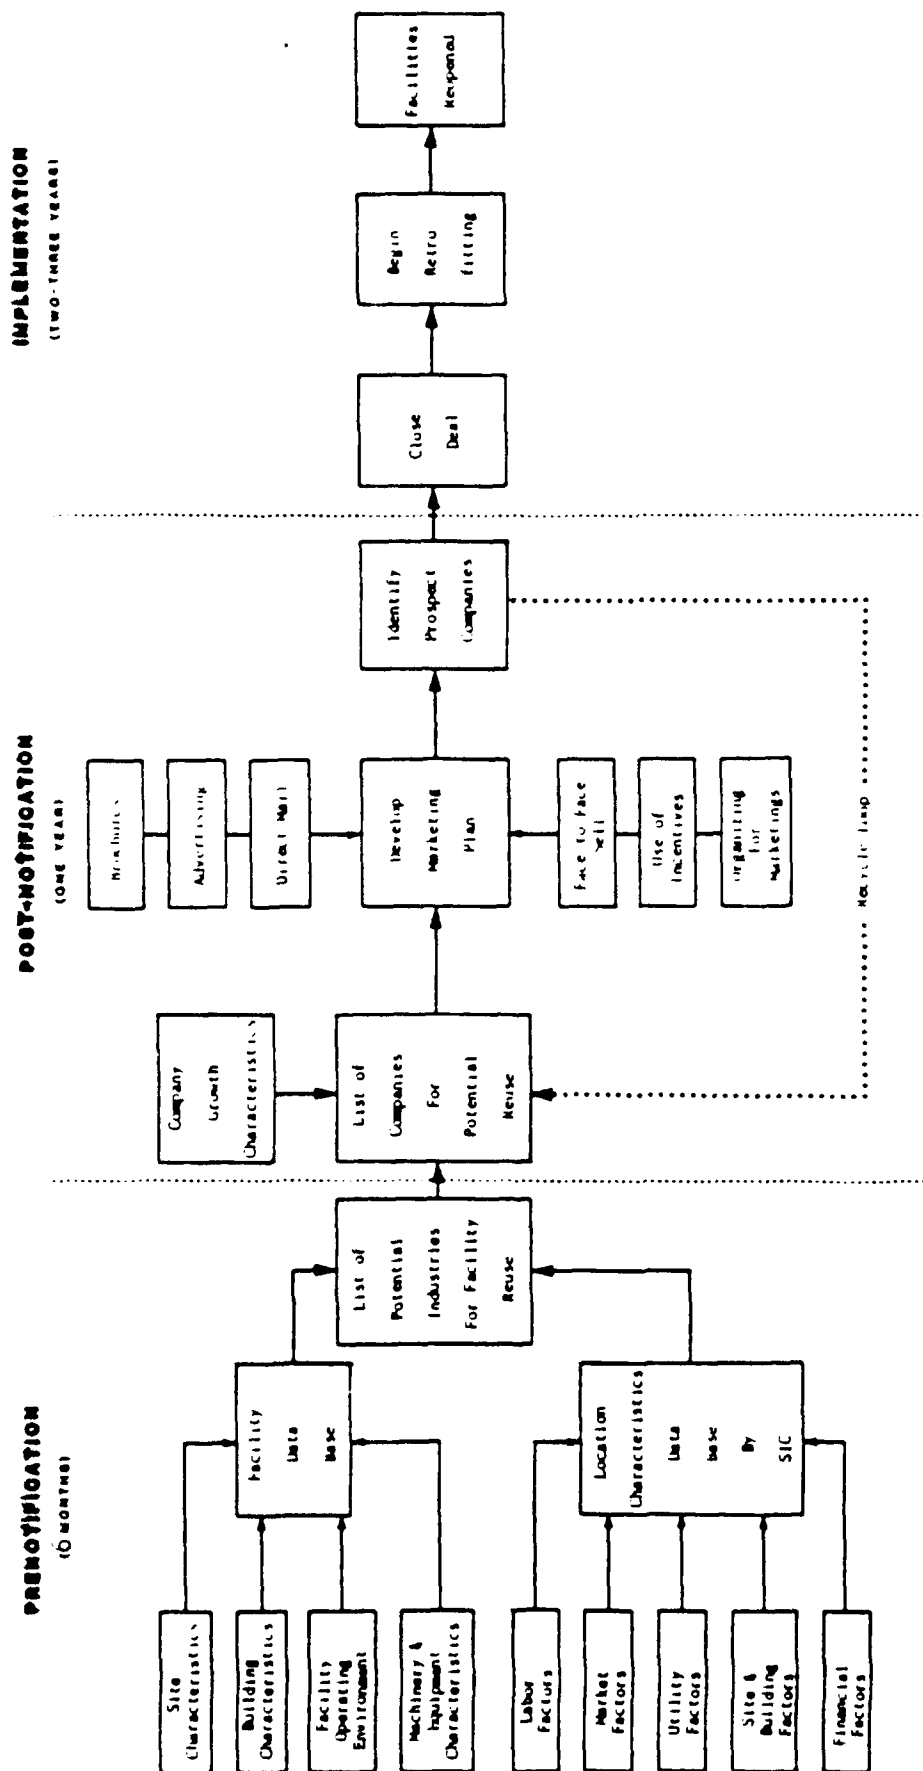 PRENOTIFICATION
(6 MONTHS)
POST-NOTIFICATION
(ONE YEAR)
IMPLEMENTATION
(TWO-THREE YEARS)
Site
Characteristics
Building
Characteristics
Facility
Operating
Environment
Machinery &
Equipment
Characteristics
Labor
Factors
Market
Factors
Utility
Factors
Site &
Building
Factors
Financial
Factors
Facility
Data
Base
Location
Characteristics
Data
base
By
SIC
List of
Potential
Industries
For Facility
Reuse
Company
Growth
Characteristics
List of
Companies
For
Potential
Reuse
Brochures
Advertising
Direct Mail
Develop
Marketing
Plan
Face to Face
Sell
Use of
Incentives
Organizing
For
Marketings
Identify
Prospect
Companies
Recycle Loop
Close
Deal
Begin
Retro
fitting
Facilities
Reopened